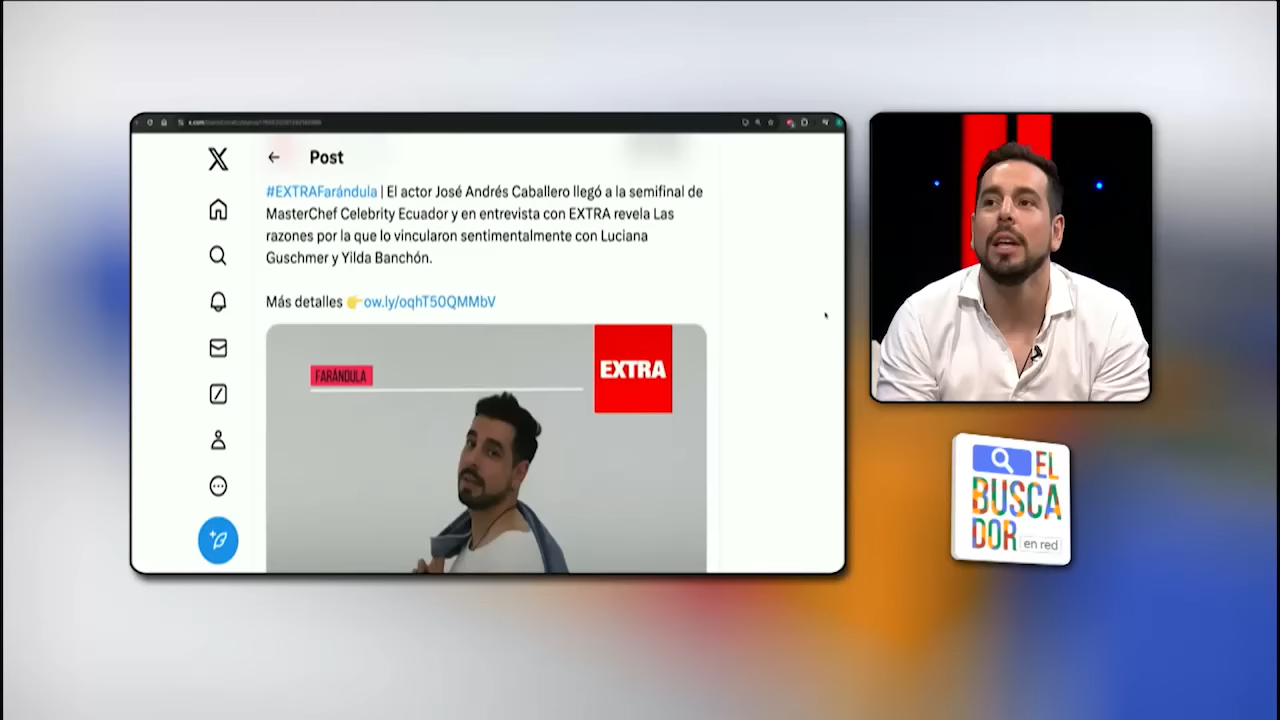 Post
#EXTRAFarándula | El actor José Andrés Caballero llegó a la semifinal de
MasterChef Celebrity Ecuador y en entrevista con EXTRA revela Las
razones por la que lo vincularon sentimentalmente con Luciana
Guschmer y Yilda Banchón.
Más detalles 👉ow.ly/oqhT50QMMbV
FARÁNDULA
EXTRA
EL
BUSCA
DOR
en red